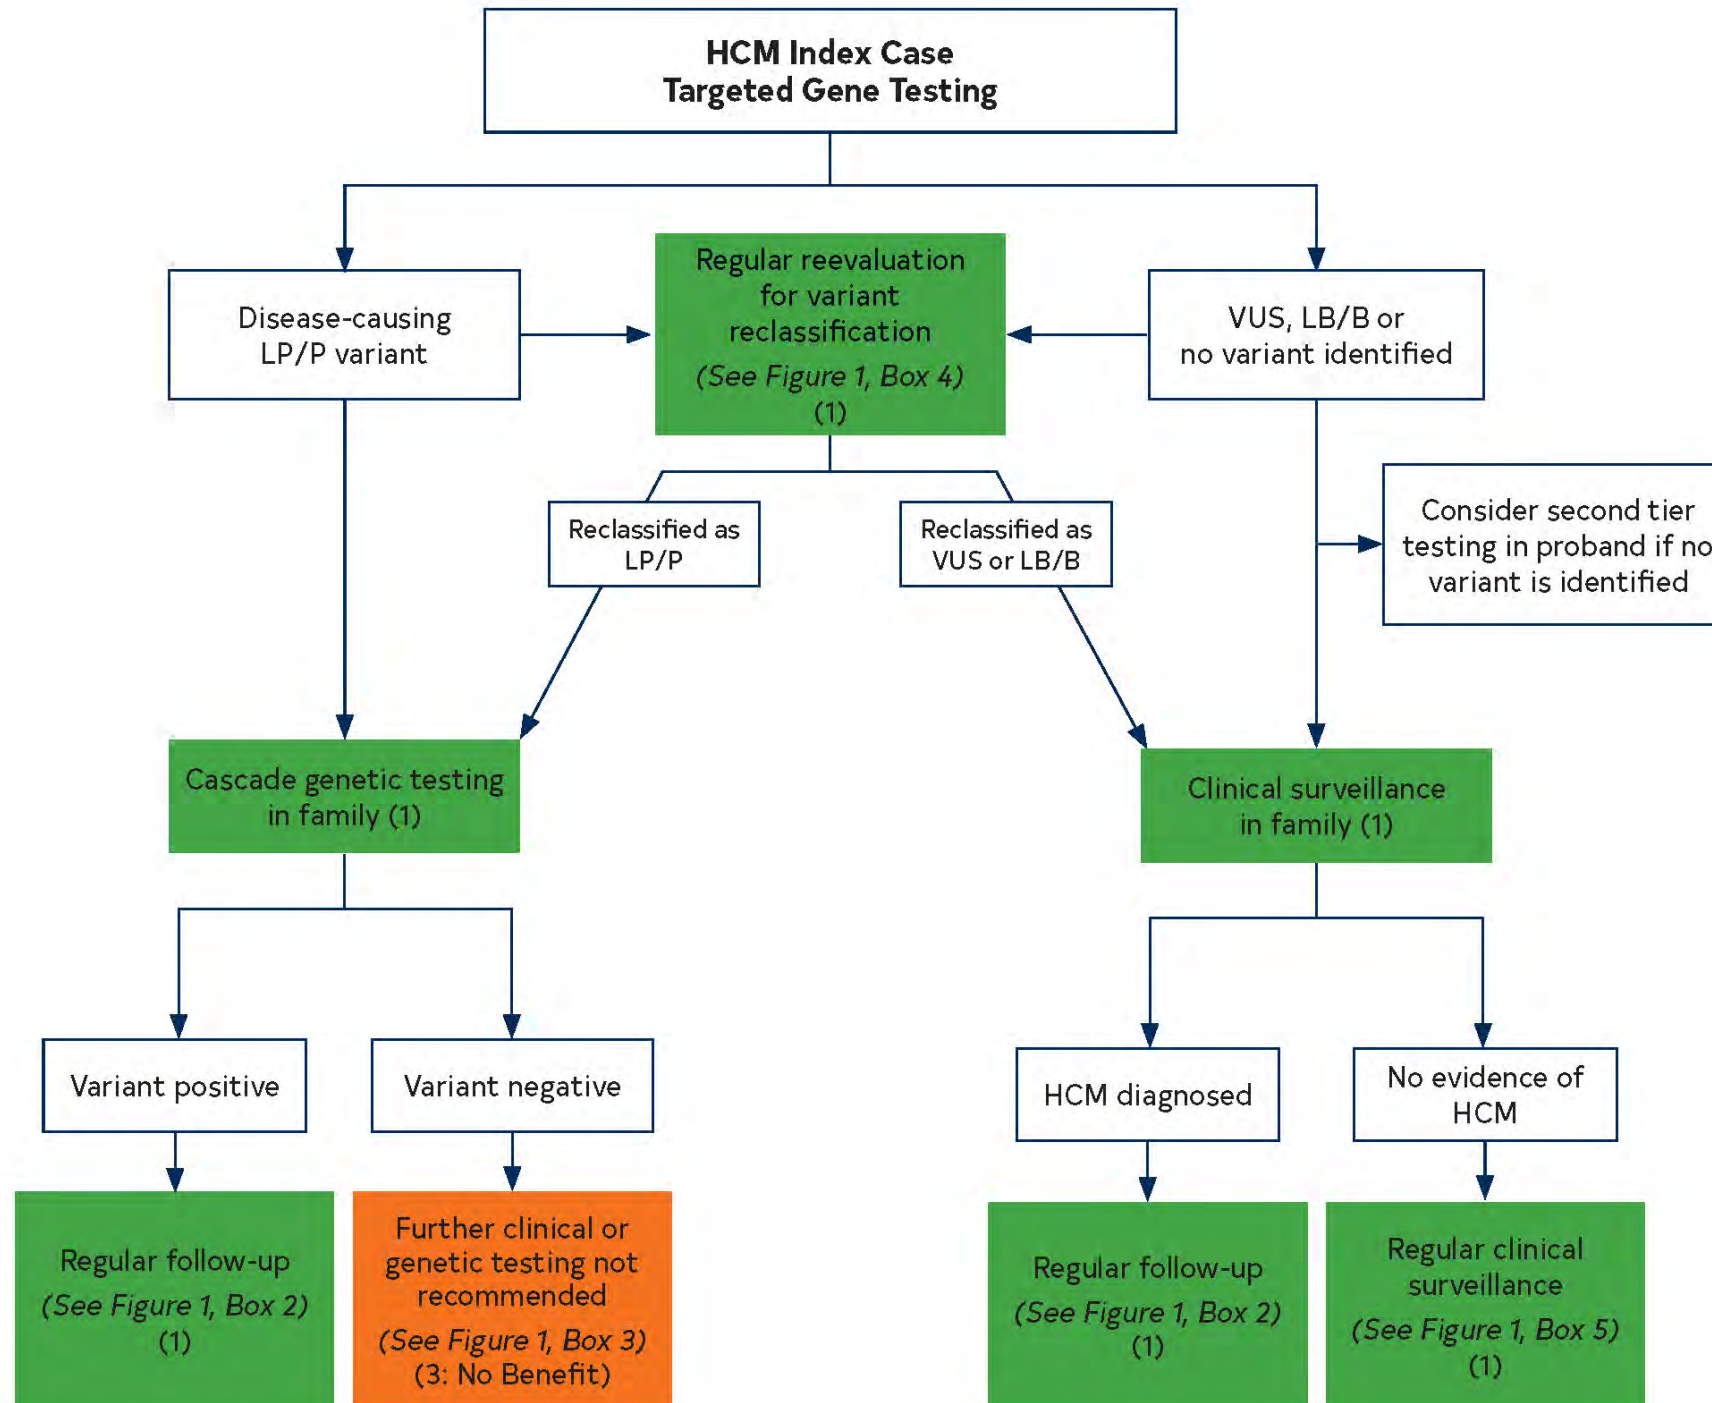 HCM Index Case
Targeted Gene Testing
Regular reevaluation
for variant
reclassification
(See Figure 1, Box 4)
(1)
Disease-causing
LP/P variant
VUS, LB/B or
no variant identified
Consider second tier
testing in proband if no
variant is identified
Reclassified as
LP/P
Reclassified as
VUS or LB/B
Cascade genetic testing
in family (1)
Clinical surveillance
in family (1)
Variant positive
Variant negative
HCM diagnosed
No evidence of
HCM
Regular follow-up
(See Figure 1, Box 2)
(1)
Further clinical or
genetic testing not
recommended
(See Figure 1, Box 3)
(3: No Benefit)
Regular follow-up
(See Figure 1, Box 2)
(1)
Regular clinical
surveillance
(See Figure 1, Box 5)
(1)